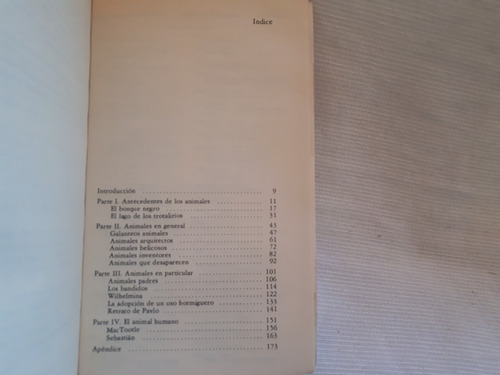 Indice
Introducción 9
Parte I. Antecedentes de los animales 11
El bosque negro 17
El lago de los trotalirios 31
Parte II. Animales en general 43
Galanteos animales 47
Animales arquitectos 61
Animales belicosos 72
Animales inventores 82
Animales que desaparecen 92
Parte III. Animales en particular 101
Animales padres 106
Los bandidos 114
Wilhelmina 122
La adopción de un oso hormiguero 133
Retrato de Pavlo 141
Parte IV. El animal humano 151
MacTootle 156
Sebastián 163
Apéndice 173